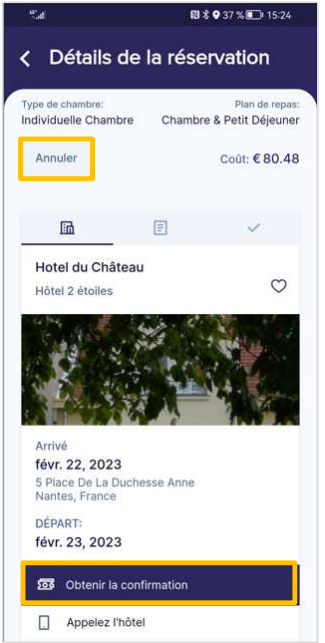 37 % 15:24
Détails de la réservation
Type de chambre: Plan de repas:
Individuelle Chambre Chambre & Petit Déjeuner
Annuler Coût: € 80.48
Hotel du Château
Hôtel 2 étoiles
Arrivé
févr. 22, 2023
5 Place De La Duchesse Anne
Nantes, France
DÉPART:
févr. 23, 2023
Obtenir la confirmation
Appelez l'hôtel